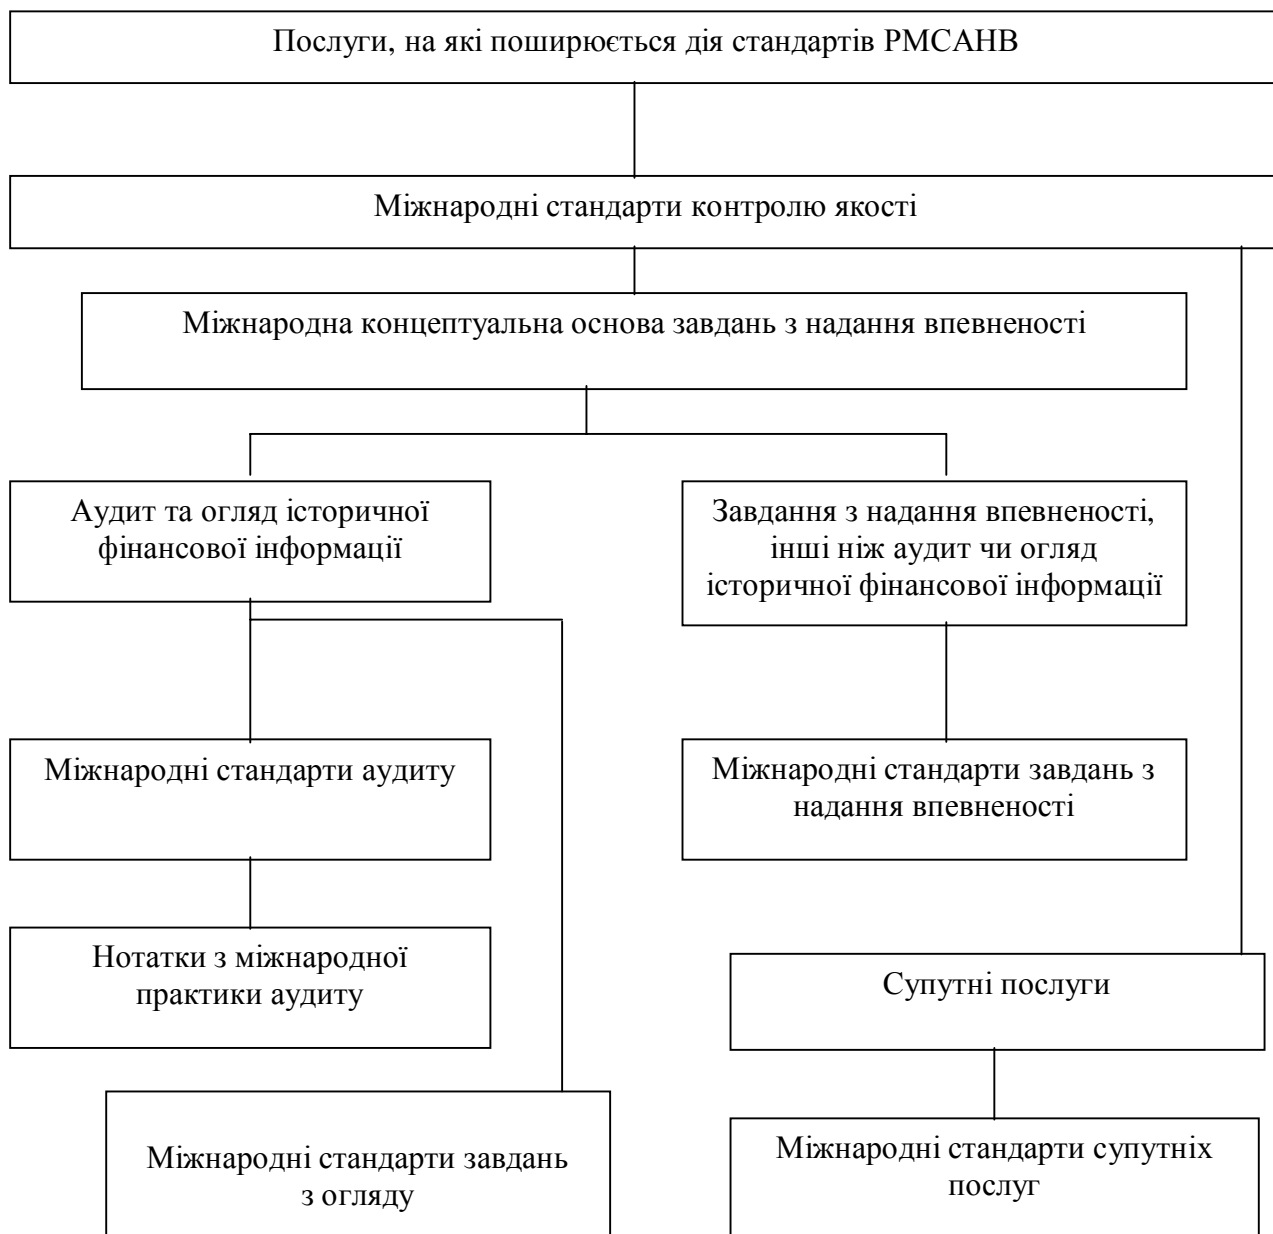 Послуги, на які поширюється дія стандартів РМСАНВ
Міжнародні стандарти контролю якості
Міжнародна концептуальна основа завдань з надання впевненості
Аудит та огляд історичної
фінансової інформації
Завдання з надання впевненості,
інші ніж аудит чи огляд
історичної фінансової інформації
Міжнародні стандарти аудиту
Міжнародні стандарти завдань з
надання впевненості
Нотатки з міжнародної
практики аудиту
Супутні послуги
Міжнародні стандарти завдань
з огляду
Міжнародні стандарти супутніх
послуг